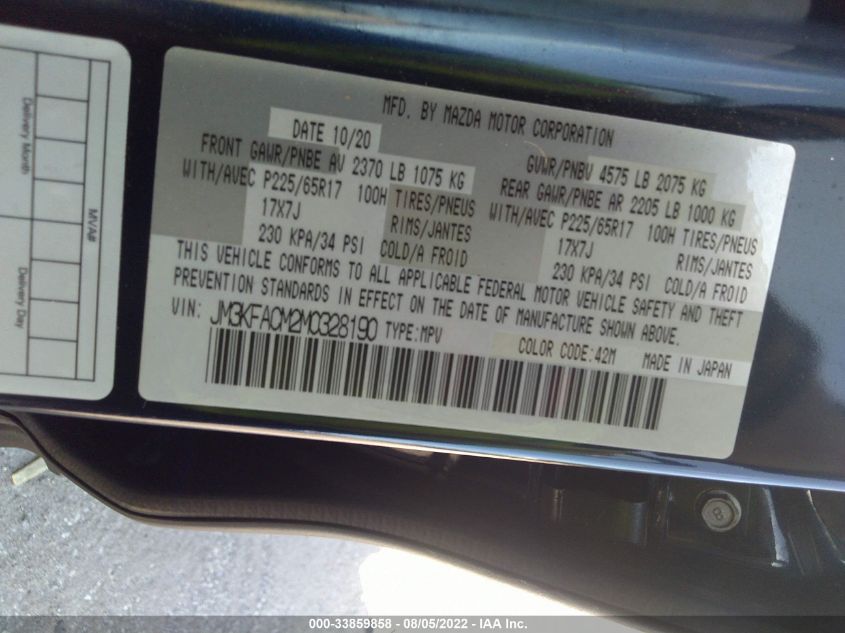 MFD. BY MAZDA MOTOR CORPORATION
DATE 10/20
GVWR/PNBV 4575 LB 2075 KG
FRONT GAWR/PNBE AV 2370 LB 1075 KG
REAR GAWR/PNBE AR 2205 LB 1000 KG
WITH/AVEC P225/65R17 100H TIRES/PNEUS
WITH/AVEC P225/65R17 100H TIRES/PNEUS
17X7J RIMS/JANTES
17X7J RIMS/JANTES
230 KPA/34 PSI COLD/A FROID
230 KPA/34 PSI COLD/A FROID
THIS VEHICLE CONFORMS TO ALL APPLICABLE FEDERAL MOTOR VEHICLE SAFETY AND THEFT
PREVENTION STANDARDS IN EFFECT ON THE DATE OF MANUFACTURE SHOWN ABOVE.
VIN: JM3KFACM2M0328190 TYPE:MPV
COLOR CODE:42M MADE IN JAPAN
Delivery Month
MVA#
Delivery Day
8
000-33859858 - 08/05/2022 - IAA Inc.